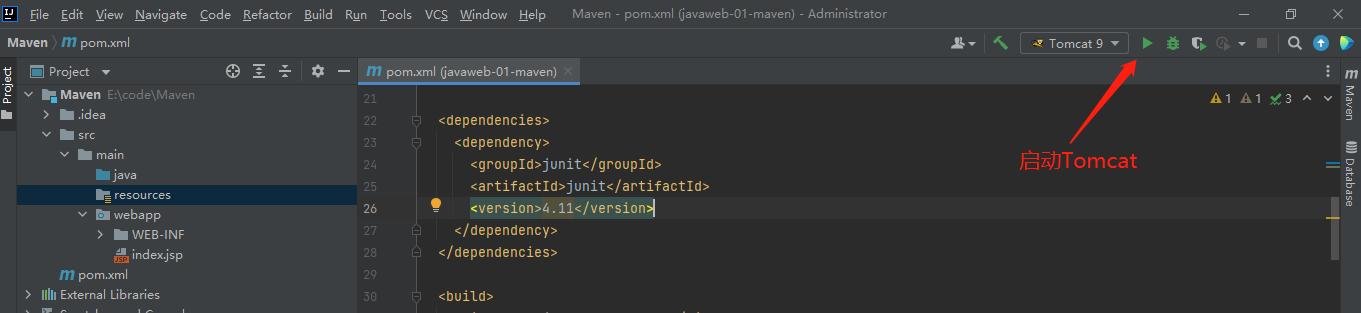 File Edit View Navigate Code Refactor Build Run Tools VCS Window Help Maven - pom.xml (javaweb-01-maven) - Administrator
Maven pom.xml Tomcat 9
Project pom.xml (javaweb-01-maven)
Project
Maven E:\code\Maven
.idea
src
main
java
resources
webapp
WEB-INF
index.jsp
pom.xml
External Libraries
21
22 <dependencies>
23 <dependency>
24 <groupId>junit</groupId>
25 <artifactId>junit</artifactId>
26 <version>4.11</version>
27 </dependency>
28 </dependencies>
29
30 <build>
1 1 3
启动Tomcat
Maven
Database